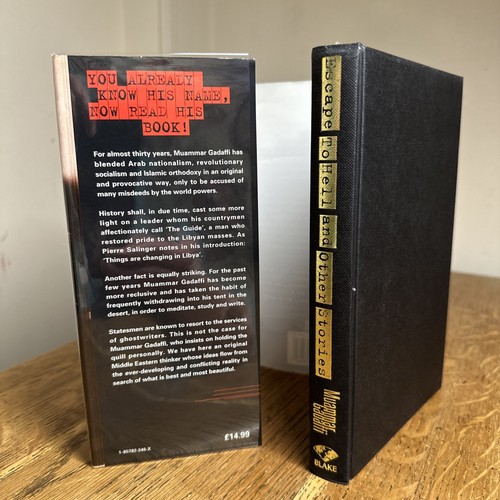 YOU ALREADY
KNOW HIS NAME,
NOW READ HIS
BOOK!
For almost thirty years, Muammar Gadaffi has
blended Arab nationalism, revolutionary
socialism and Islamic orthodoxy in an original
and provocative way, only to be accused of
many misdeeds by the world powers.
History shall, in due time, cast some more
light on a leader whom his countrymen
affectionately call 'The Guide', a man who
restored pride to the Libyan masses. As
Pierre Salinger notes in his introduction:
'Things are changing in Libya'.
Another fact is equally striking. For the past
few years Muammar Gadaffi has become
more reclusive and has taken the habit of
frequently withdrawing into his tent in the
desert, in order to meditate, study and write.
Statesmen are known to resort to the services
of ghostwriters. This is not the case for
Muammar Gadaffi, who insists on holding the
quill personally. We have here an original
Middle Eastern thinker whose ideas flow from
the ever-developing and conflicting reality in
search of what is best and most beautiful.
£14.99
1-85782-346-X
Escape To Hell and Other Stories
Muammar
Gadaffi
BLAKE